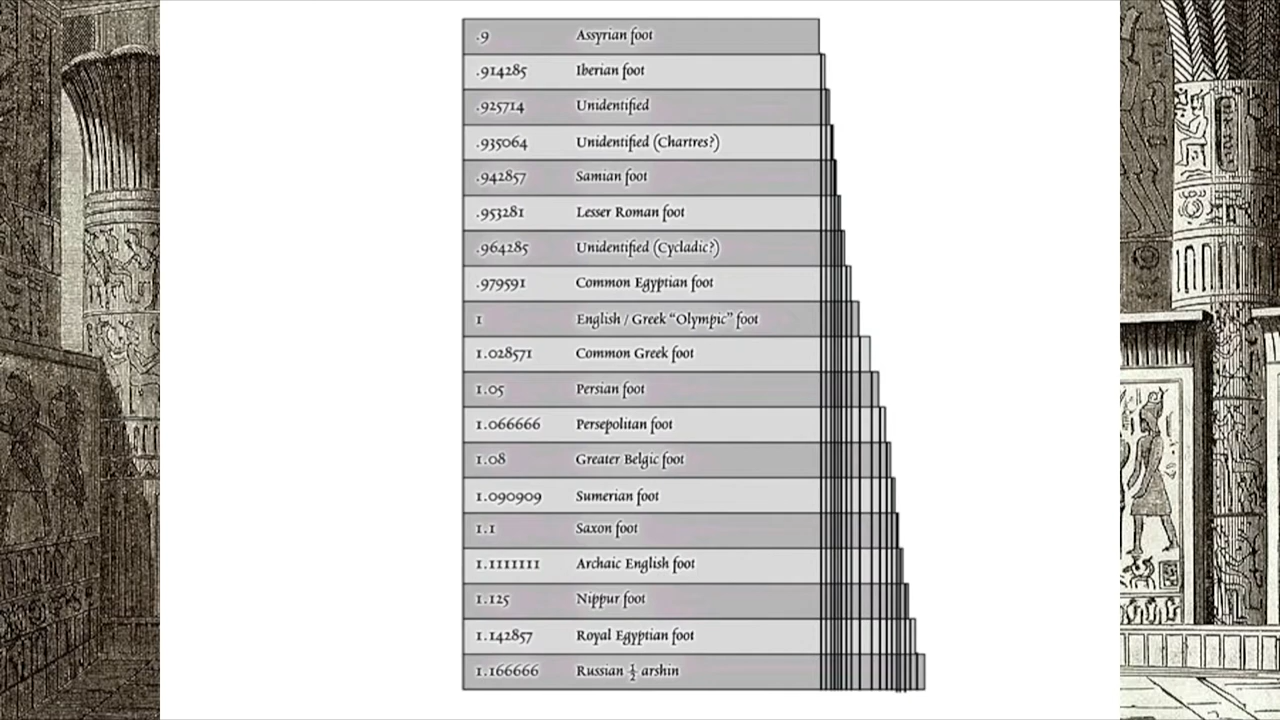 .9 Assyrian foot
.914285 Iberian foot
.925714 Unidentified
.935064 Unidentified (Chartres?)
.942857 Samian foot
.953281 Lesser Roman foot
.964285 Unidentified (Cycladic?)
.979591 Common Egyptian foot
1 English / Greek “Olympic” foot
1.028571 Common Greek foot
1.05 Persian foot
1.066666 Persepolitan foot
1.08 Greater Belgic foot
1.090909 Sumerian foot
1.1 Saxon foot
1.1111111 Archaic English foot
1.125 Nippur foot
1.142857 Royal Egyptian foot
1.166666 Russian ½ arshin